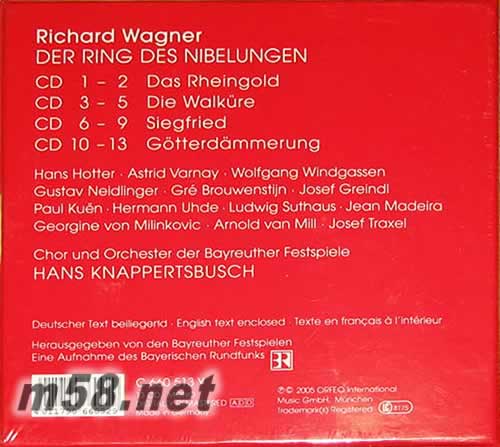 Richard Wagner
DER RING DES NIBELUNGEN
CD 1 – 2 Das Rheingold
CD 3 – 5 Die Walküre
CD 6 – 9 Siegfried
CD 10 – 13 Götterdämmerung
Hans Hotter · Astrid Varnay · Wolfgang Windgassen
Gustav Neidlinger · Gré Brouwenstijn · Josef Greindl
Paul Kuën · Hermann Uhde · Ludwig Suthaus · Jean Madeira
Georgine von Milinkovic · Arnold van Mill · Josef Traxel
Chor und Orchester der Bayreuther Festspiele
HANS KNAPPERTSBUSCH
Deutscher Text beiliegend · English text enclosed · Texte en français à l'intérieur
Herausgegeben von den Bayreuther Festspielen
Eine Aufnahme des Bayerischen Rundfunks
m58.net
ADD
℗ © 2005 ORFEO International
Music GmbH, München
Trademark(s) Registered
LC 8175